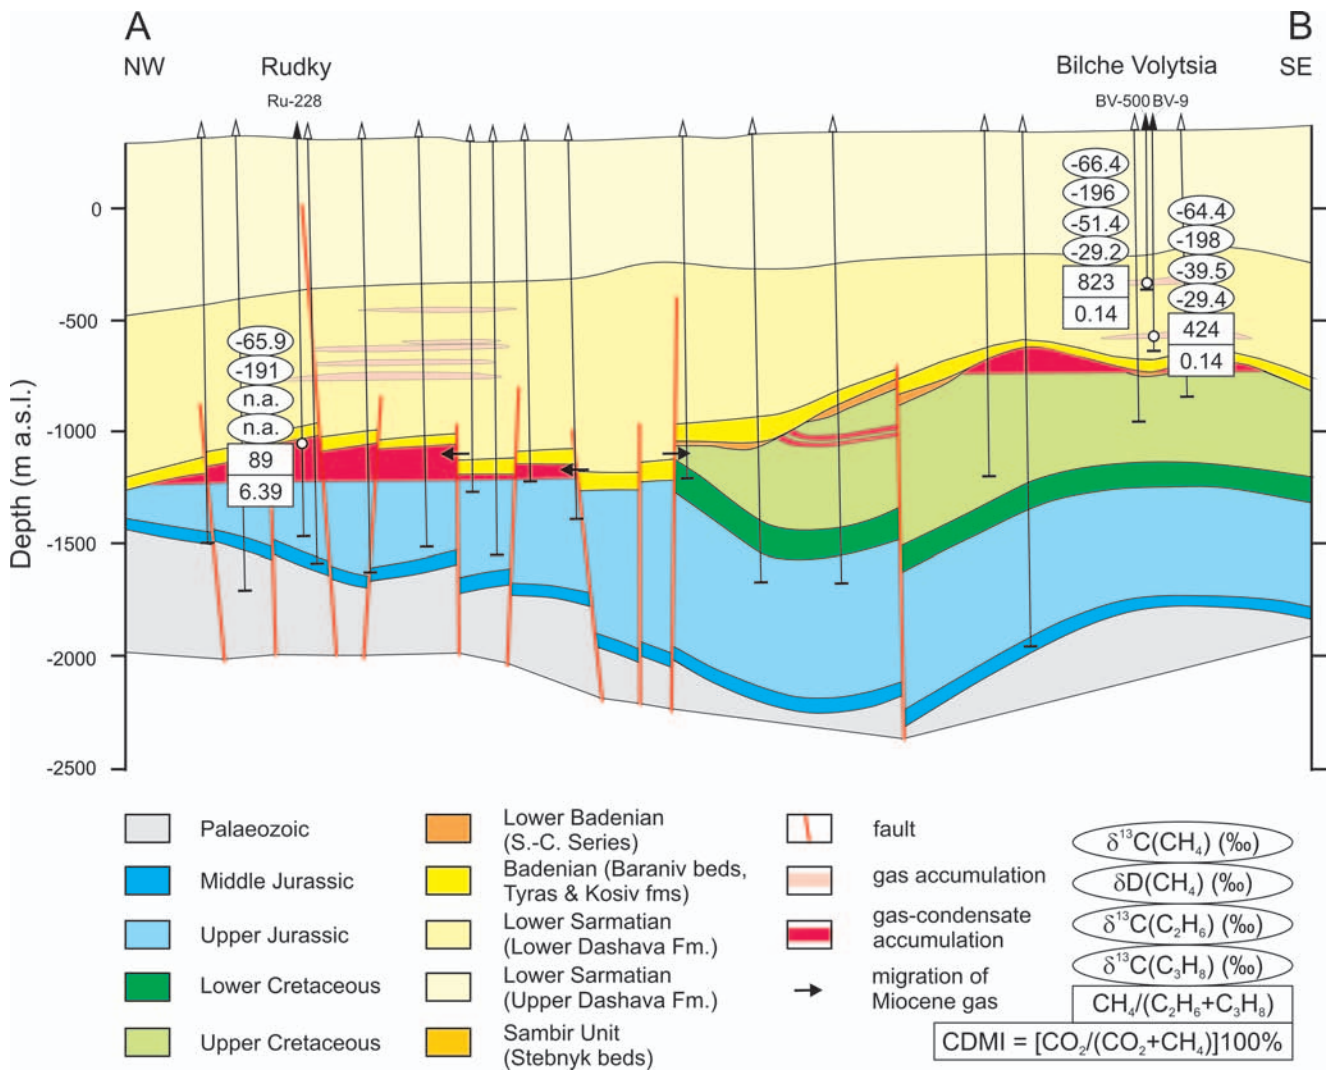 A
B
NW
Rudky
Bilche Volytsia
SE
Ru-228
BV-500 BV-9
Depth (m a.s.l.)
0
-500
-1000
-1500
-2000
-2500
-65.9
-191
n.a.
n.a.
89
6.39
-66.4
-196
-51.4
-29.2
823
0.14
-64.4
-198
-39.5
-29.4
424
0.14
Palaeozoic
Middle Jurassic
Upper Jurassic
Lower Cretaceous
Upper Cretaceous
Lower Badenian
(S.-C. Series)
Badenian (Baraniv beds,
Tyras & Kosiv fms)
Lower Sarmatian
(Lower Dashava Fm.)
Lower Sarmatian
(Upper Dashava Fm.)
Sambir Unit
(Stebnyk beds)
fault
gas accumulation
gas-condensate
accumulation
migration of
Miocene gas
δ¹³C(CH₄) (‰)
δD(CH₄) (‰)
δ¹³C(C₂H₆) (‰)
δ¹³C(C₃H₈) (‰)
CH₄/(C₂H₆+C₃H₈)
CDMI = [CO₂/(CO₂+CH₄)]100%